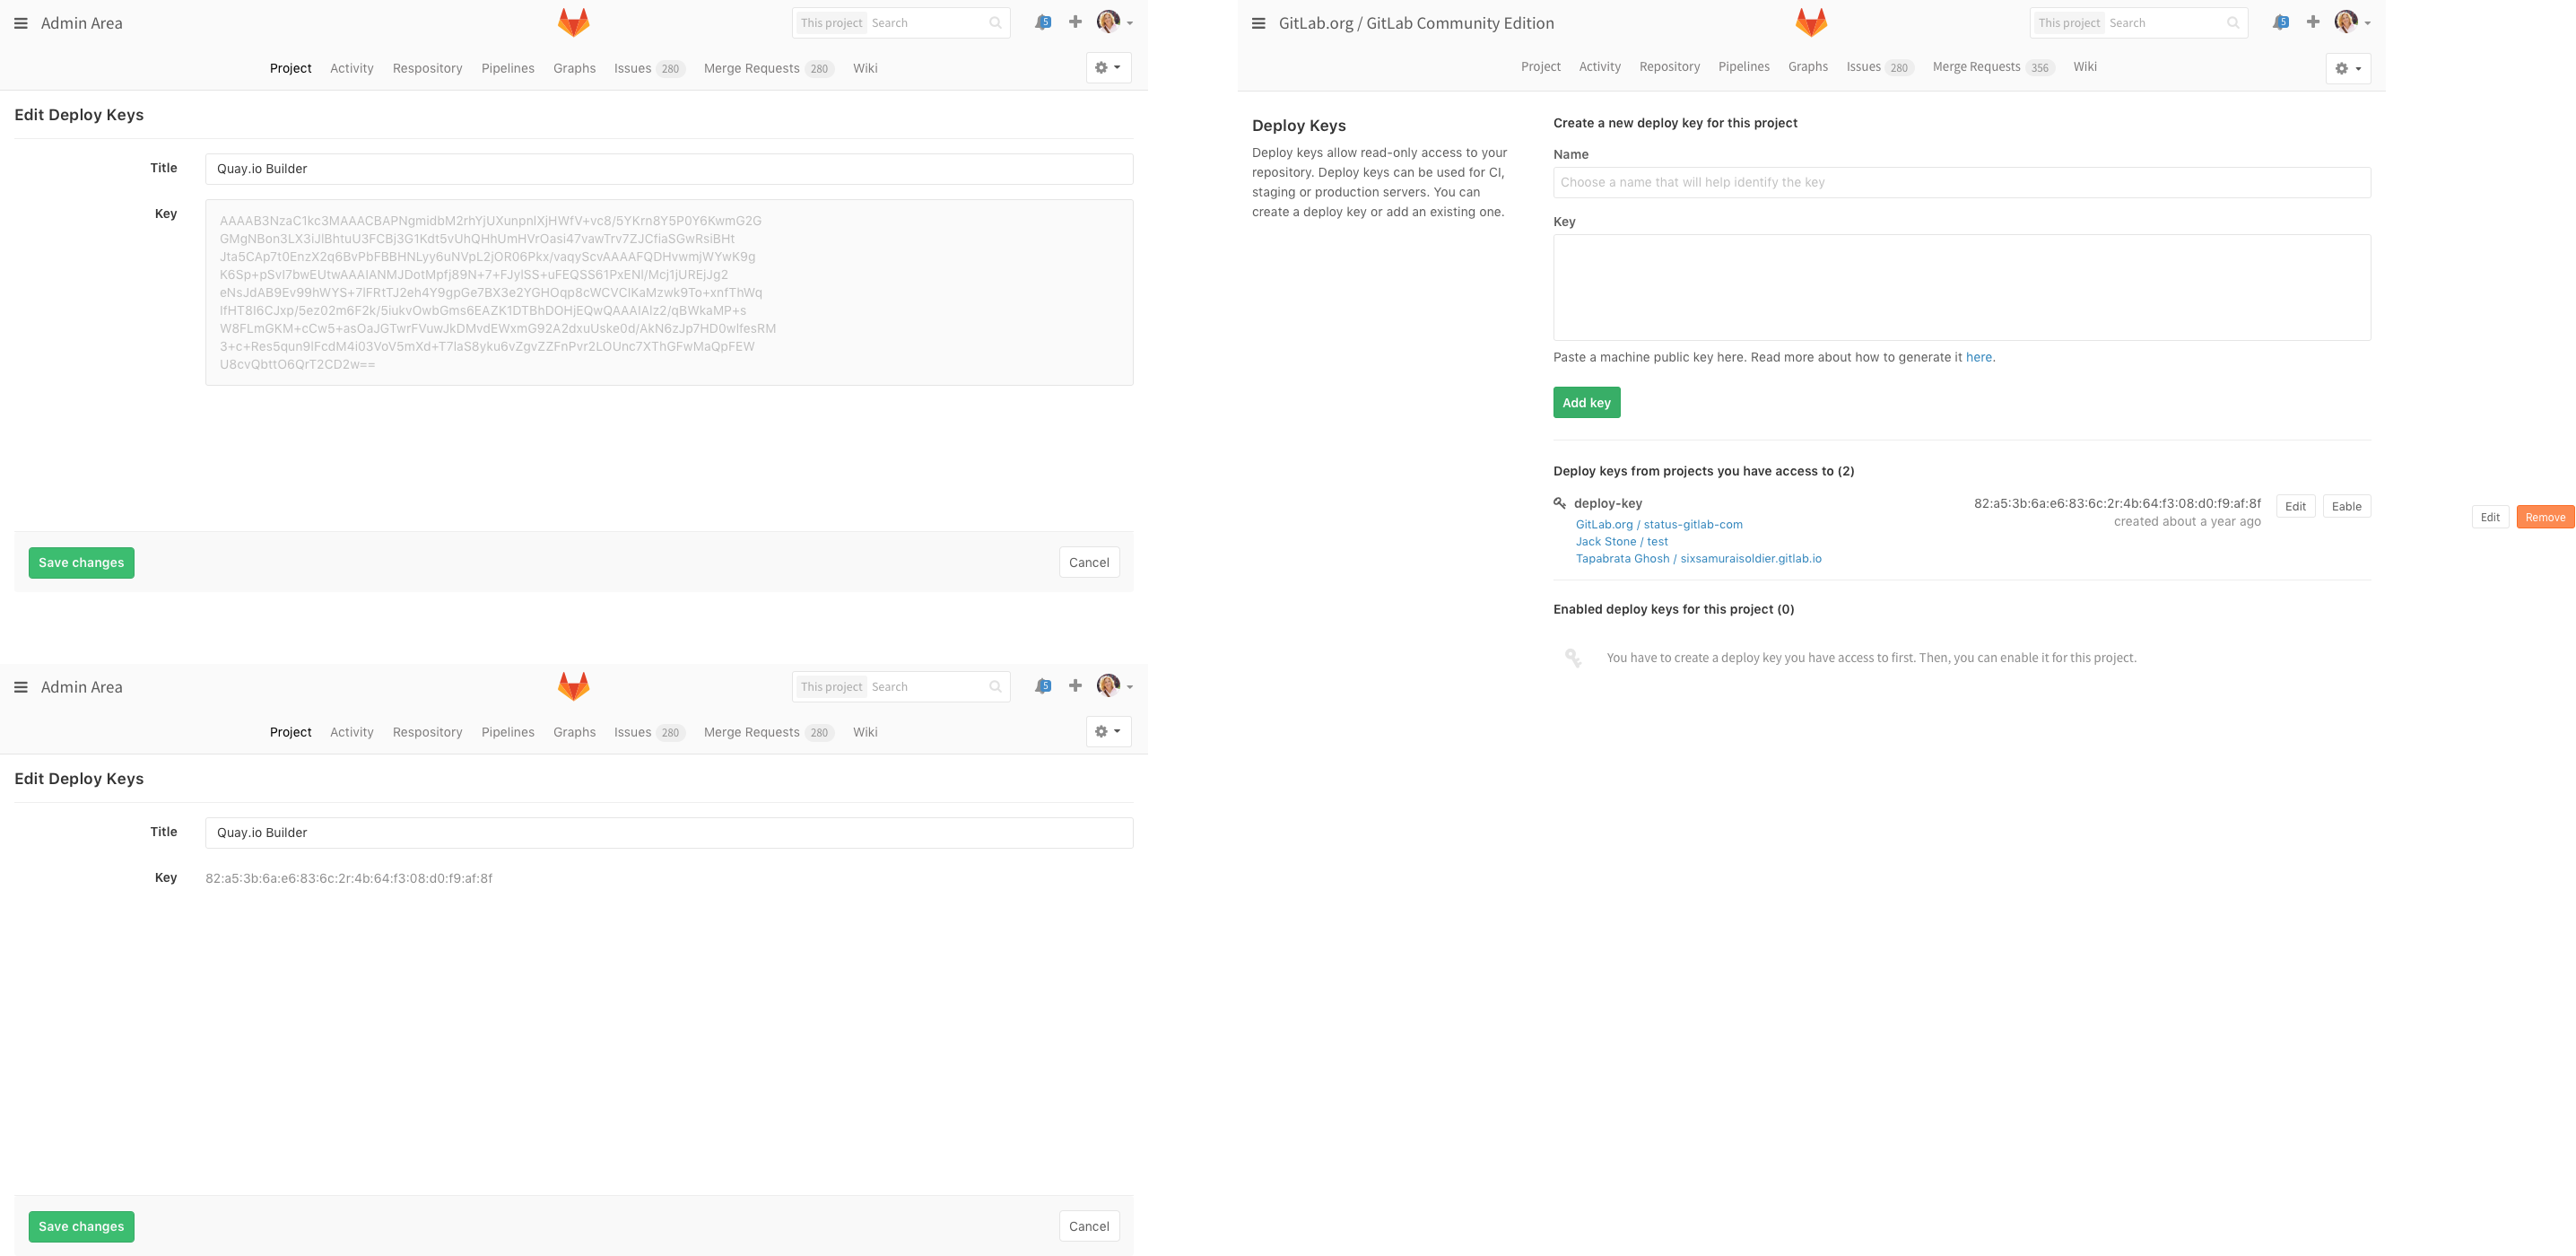 Admin Area
This project Search
5
Project Activity Respository Pipelines Graphs Issues 280 Merge Requests 280 Wiki
Edit Deploy Keys
Title Quay.io Builder
Key
AAAAB3NzaC1kc3MAAACBAPNgmidbM2rhYjUXunpnIXjHWfV+vc8/5YKrn8Y5P0Y6KwmG2G
GMgNBon3LX3iJIBhtuU3FCBj3G1Kdt5vUhQHhUmHVrOasi47vawTrv7ZJCfiaSGwRsiBHt
Jta5CAp7t0EnzX2q6BvPbFBBHNLyy6uNVpL2jOR06Pkx/vaqyScvAAAAFQDHvwmjWYwK9g
K6Sp+pSvI7bwEUtwAAAIANMJDotMpfj89N+7+FJyISS+uFEQSS61PxENI/Mcj1jUREjJg2
eNsJdAB9Ev99hWYS+7IFRtTJ2eh4Y9gpGe7BX3e2YGHOqp8cWCVCIKaMzwk9To+xnfThWq
IfHT8I6CJxp/5ez02m6F2k/5iukvOwbGms6EAZK1DTBhDOHjEQwQAAAIAIz2/qBWkaMP+s
W8FLmGKM+cCw5+asOaJGTwrFVuwJkDMvdEWxmG92A2dxuUske0d/AkN6zJp7HD0wIfesRM
3+c+Res5qun9IFcdM4i03VoV5mXd+T7IaS8yku6vZgvZZFnPvr2LOUnc7XThGFwMaQpFEW
U8cvQbttO6QrT2CD2w==
Save changes Cancel
Admin Area
This project Search
5
Project Activity Respository Pipelines Graphs Issues 280 Merge Requests 280 Wiki
Edit Deploy Keys
Title Quay.io Builder
Key 82:a5:3b:6a:e6:83:6c:2r:4b:64:f3:08:d0:f9:af:8f
Save changes Cancel
GitLab.org / GitLab Community Edition
This project Search
5
Project Activity Repository Pipelines Graphs Issues 280 Merge Requests 356 Wiki
Deploy Keys
Deploy keys allow read-only access to your
repository. Deploy keys can be used for CI,
staging or production servers. You can
create a deploy key or add an existing one.
Create a new deploy key for this project
Name
Choose a name that will help identify the key
Key
Paste a machine public key here. Read more about how to generate it here.
Add key
Deploy keys from projects you have access to (2)
deploy-key 82:a5:3b:6a:e6:83:6c:2r:4b:64:f3:08:d0:f9:af:8f Edit Eable
created about a year ago
GitLab.org / status-gitlab-com
Jack Stone / test
Tapabrata Ghosh / sixsamuraisoldier.gitlab.io
Edit Remove
Enabled deploy keys for this project (0)
You have to create a deploy key you have access to first. Then, you can enable it for this project.